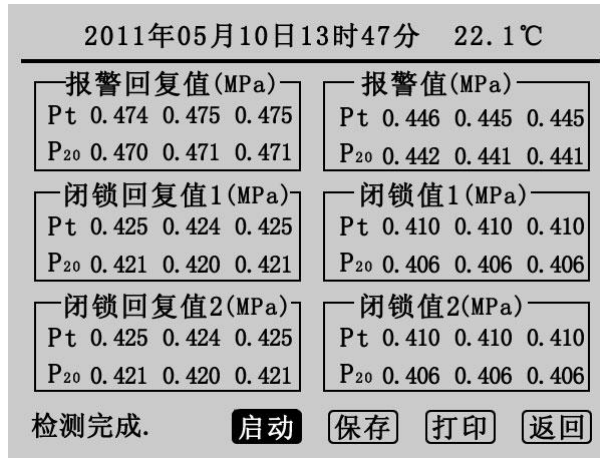 2011年05月10日13时47分 22.1℃
报警回复值(MPa) 报警值(MPa)
Pt 0.474 0.475 0.475 Pt 0.446 0.445 0.445
P20 0.470 0.471 0.471 P20 0.442 0.441 0.441
闭锁回复值1(MPa) 闭锁值1(MPa)
Pt 0.425 0.424 0.425 Pt 0.410 0.410 0.410
P20 0.421 0.420 0.421 P20 0.406 0.406 0.406
闭锁回复值2(MPa) 闭锁值2(MPa)
Pt 0.425 0.424 0.425 Pt 0.410 0.410 0.410
P20 0.421 0.420 0.421 P20 0.406 0.406 0.406
检测完成. 启动 保存 打印 返回